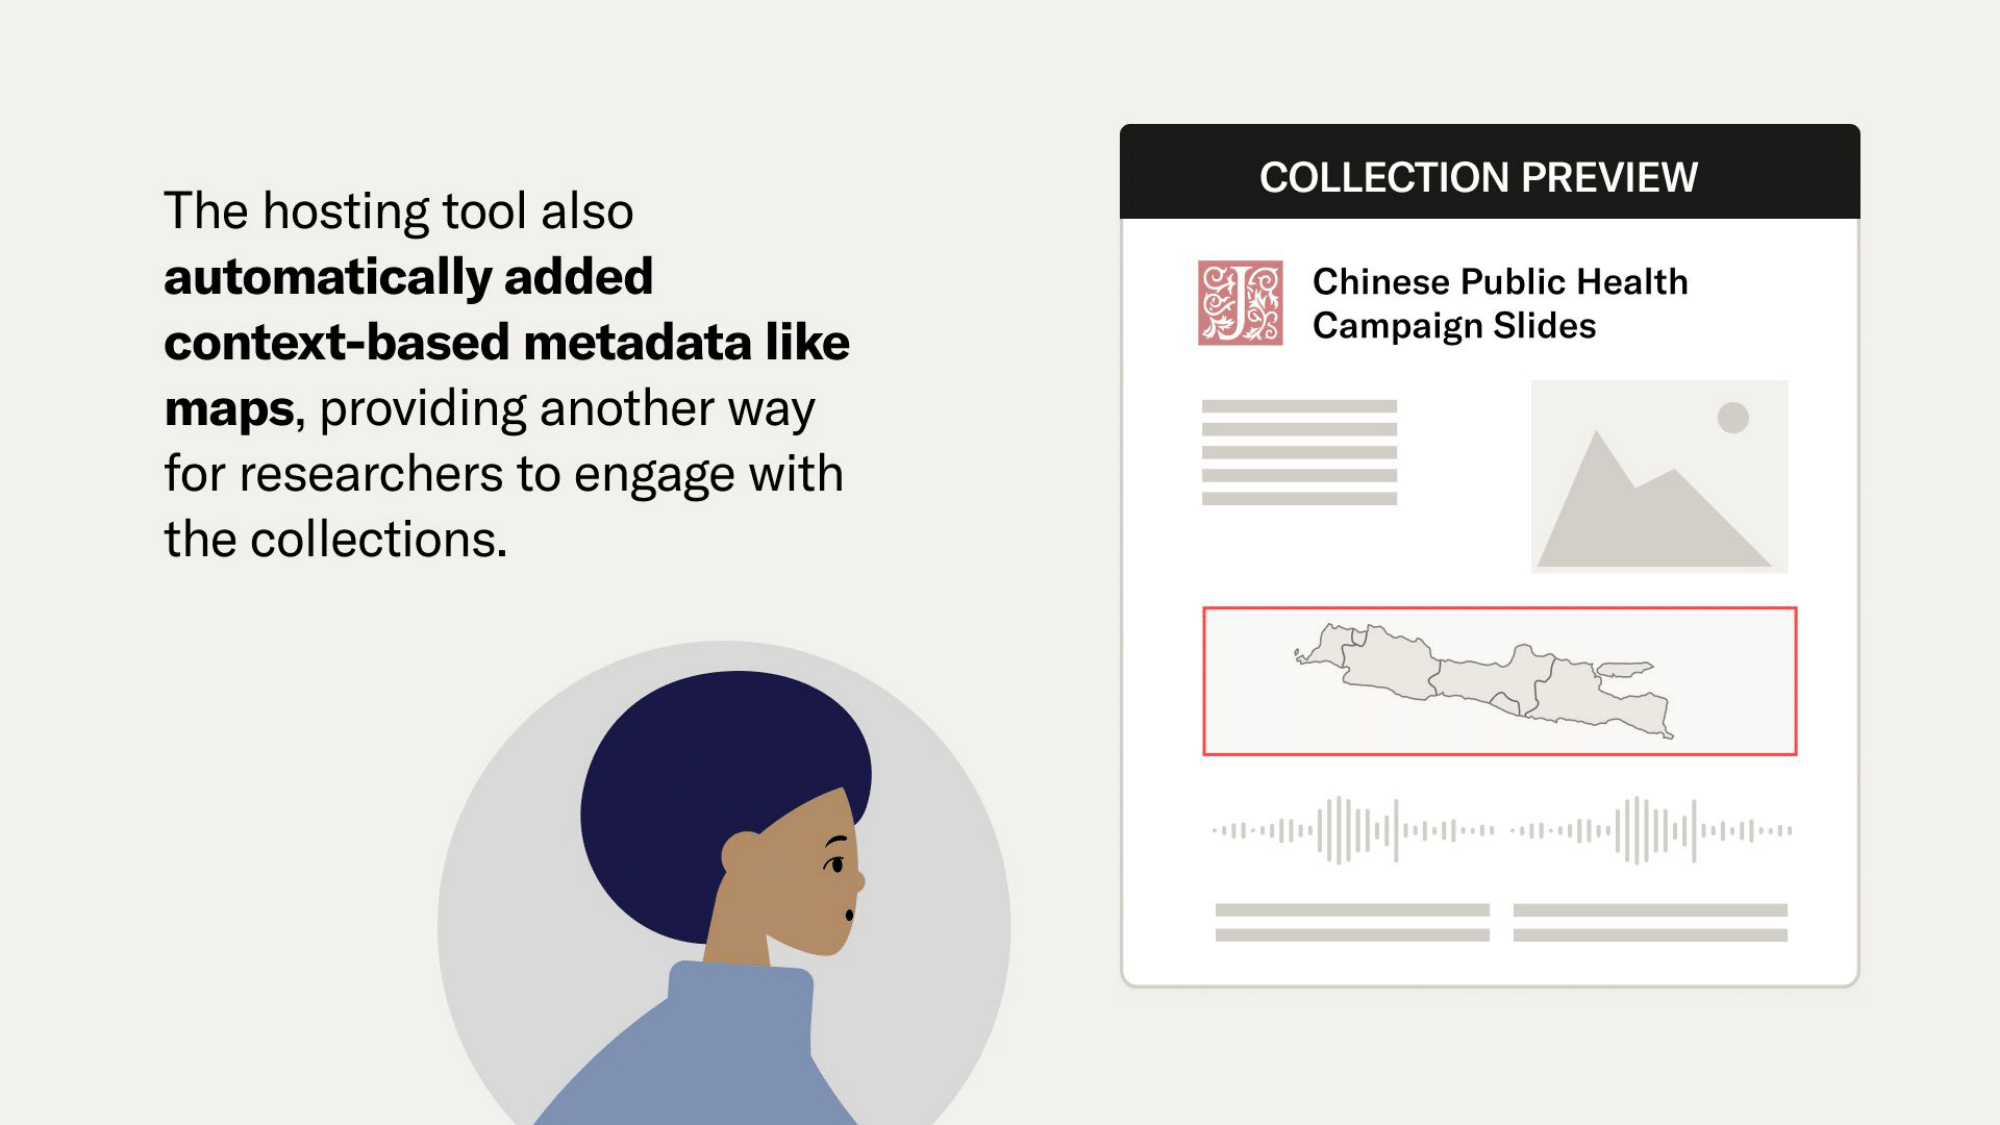 The hosting tool also
automatically added
context-based metadata like
maps, providing another way
for researchers to engage with
the collections.
COLLECTION PREVIEW
J
Chinese Public Health
Campaign Slides